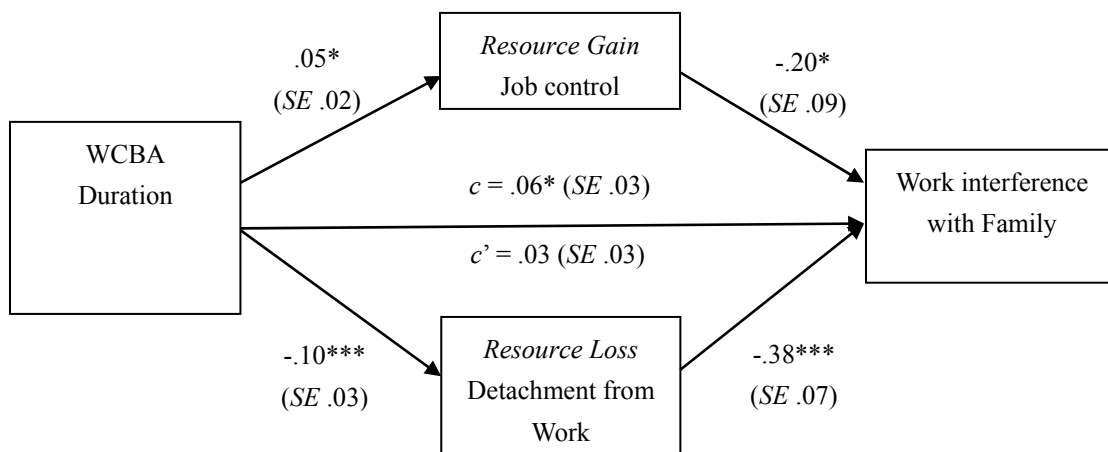 Resource Gain
Job control
.05*
(SE .02)
-.20*
(SE .09)
WCBA
Duration
c = .06* (SE .03)
c’ = .03 (SE .03)
Work interference
with Family
-.10***
(SE .03)
Resource Loss
Detachment from
Work
-.38***
(SE .07)